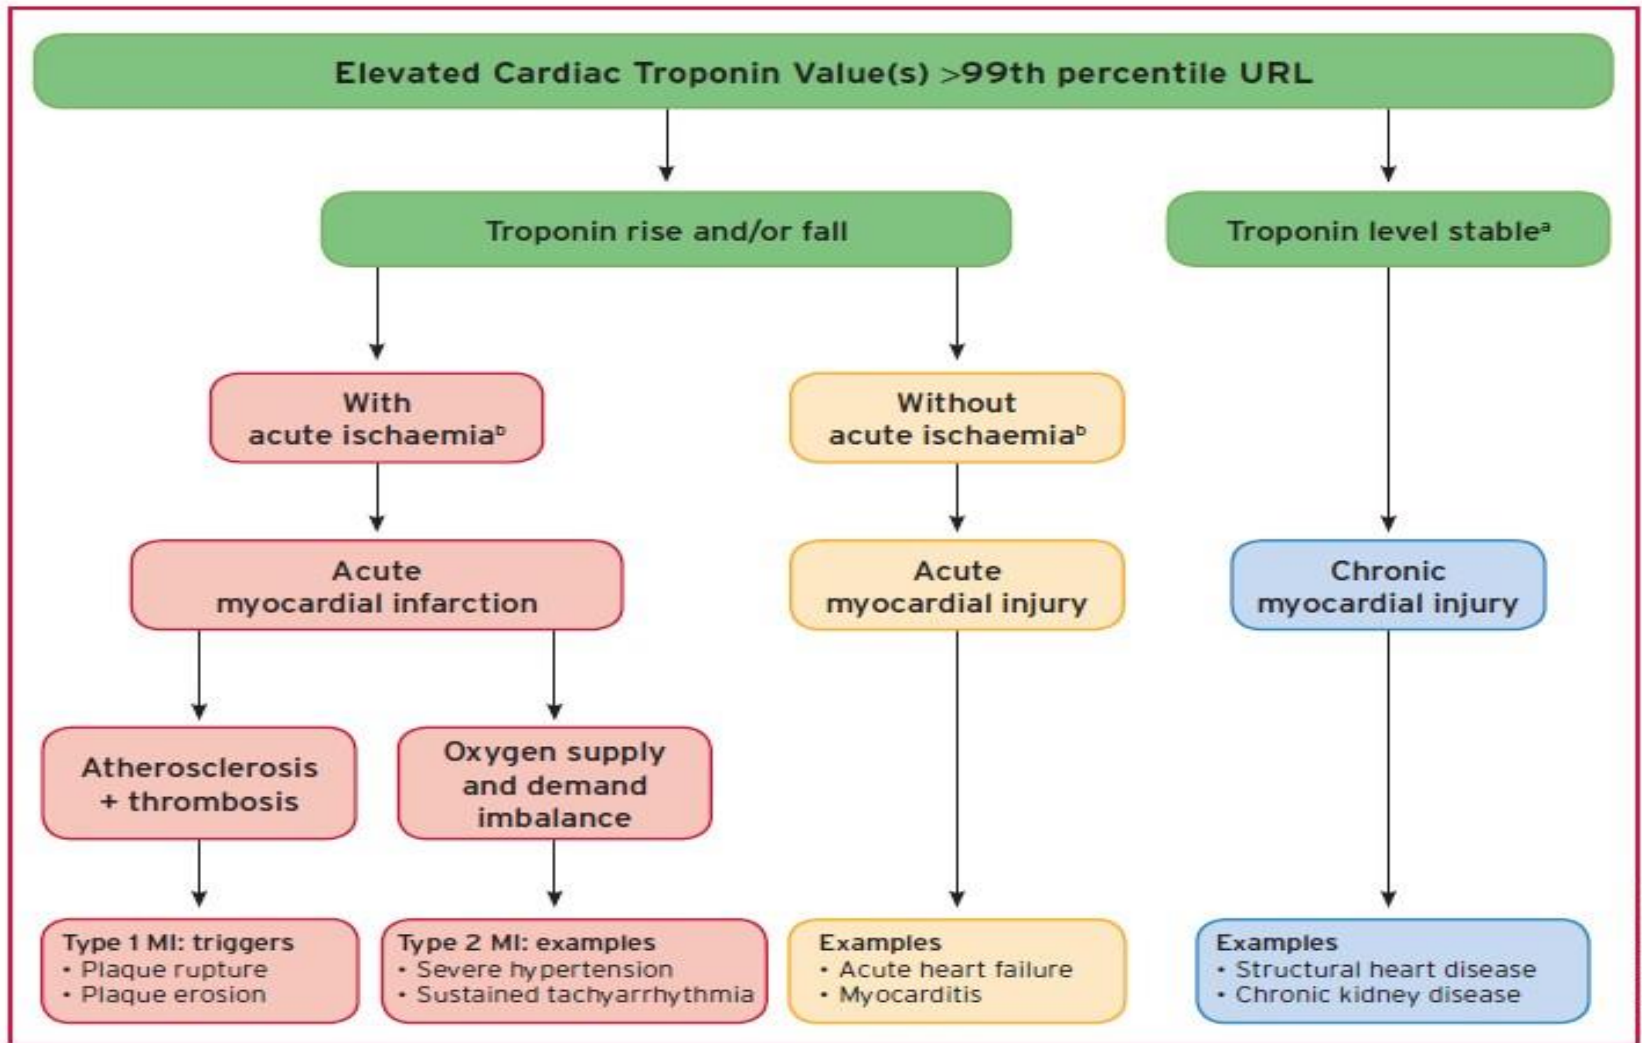 Elevated Cardiac Troponin Value(s) >99th percentile URL
Troponin rise and/or fall
Troponin level stableᵃ
With
acute ischaemiaᵇ
Without
acute ischaemiaᵇ
Acute
myocardial infarction
Acute
myocardial injury
Chronic
myocardial injury
Atherosclerosis
+ thrombosis
Oxygen supply
and demand
imbalance
Type 1 MI: triggers
• Plaque rupture
• Plaque erosion
Type 2 MI: examples
• Severe hypertension
• Sustained tachyarrhythmia
Examples
• Acute heart failure
• Myocarditis
Examples
• Structural heart disease
• Chronic kidney disease